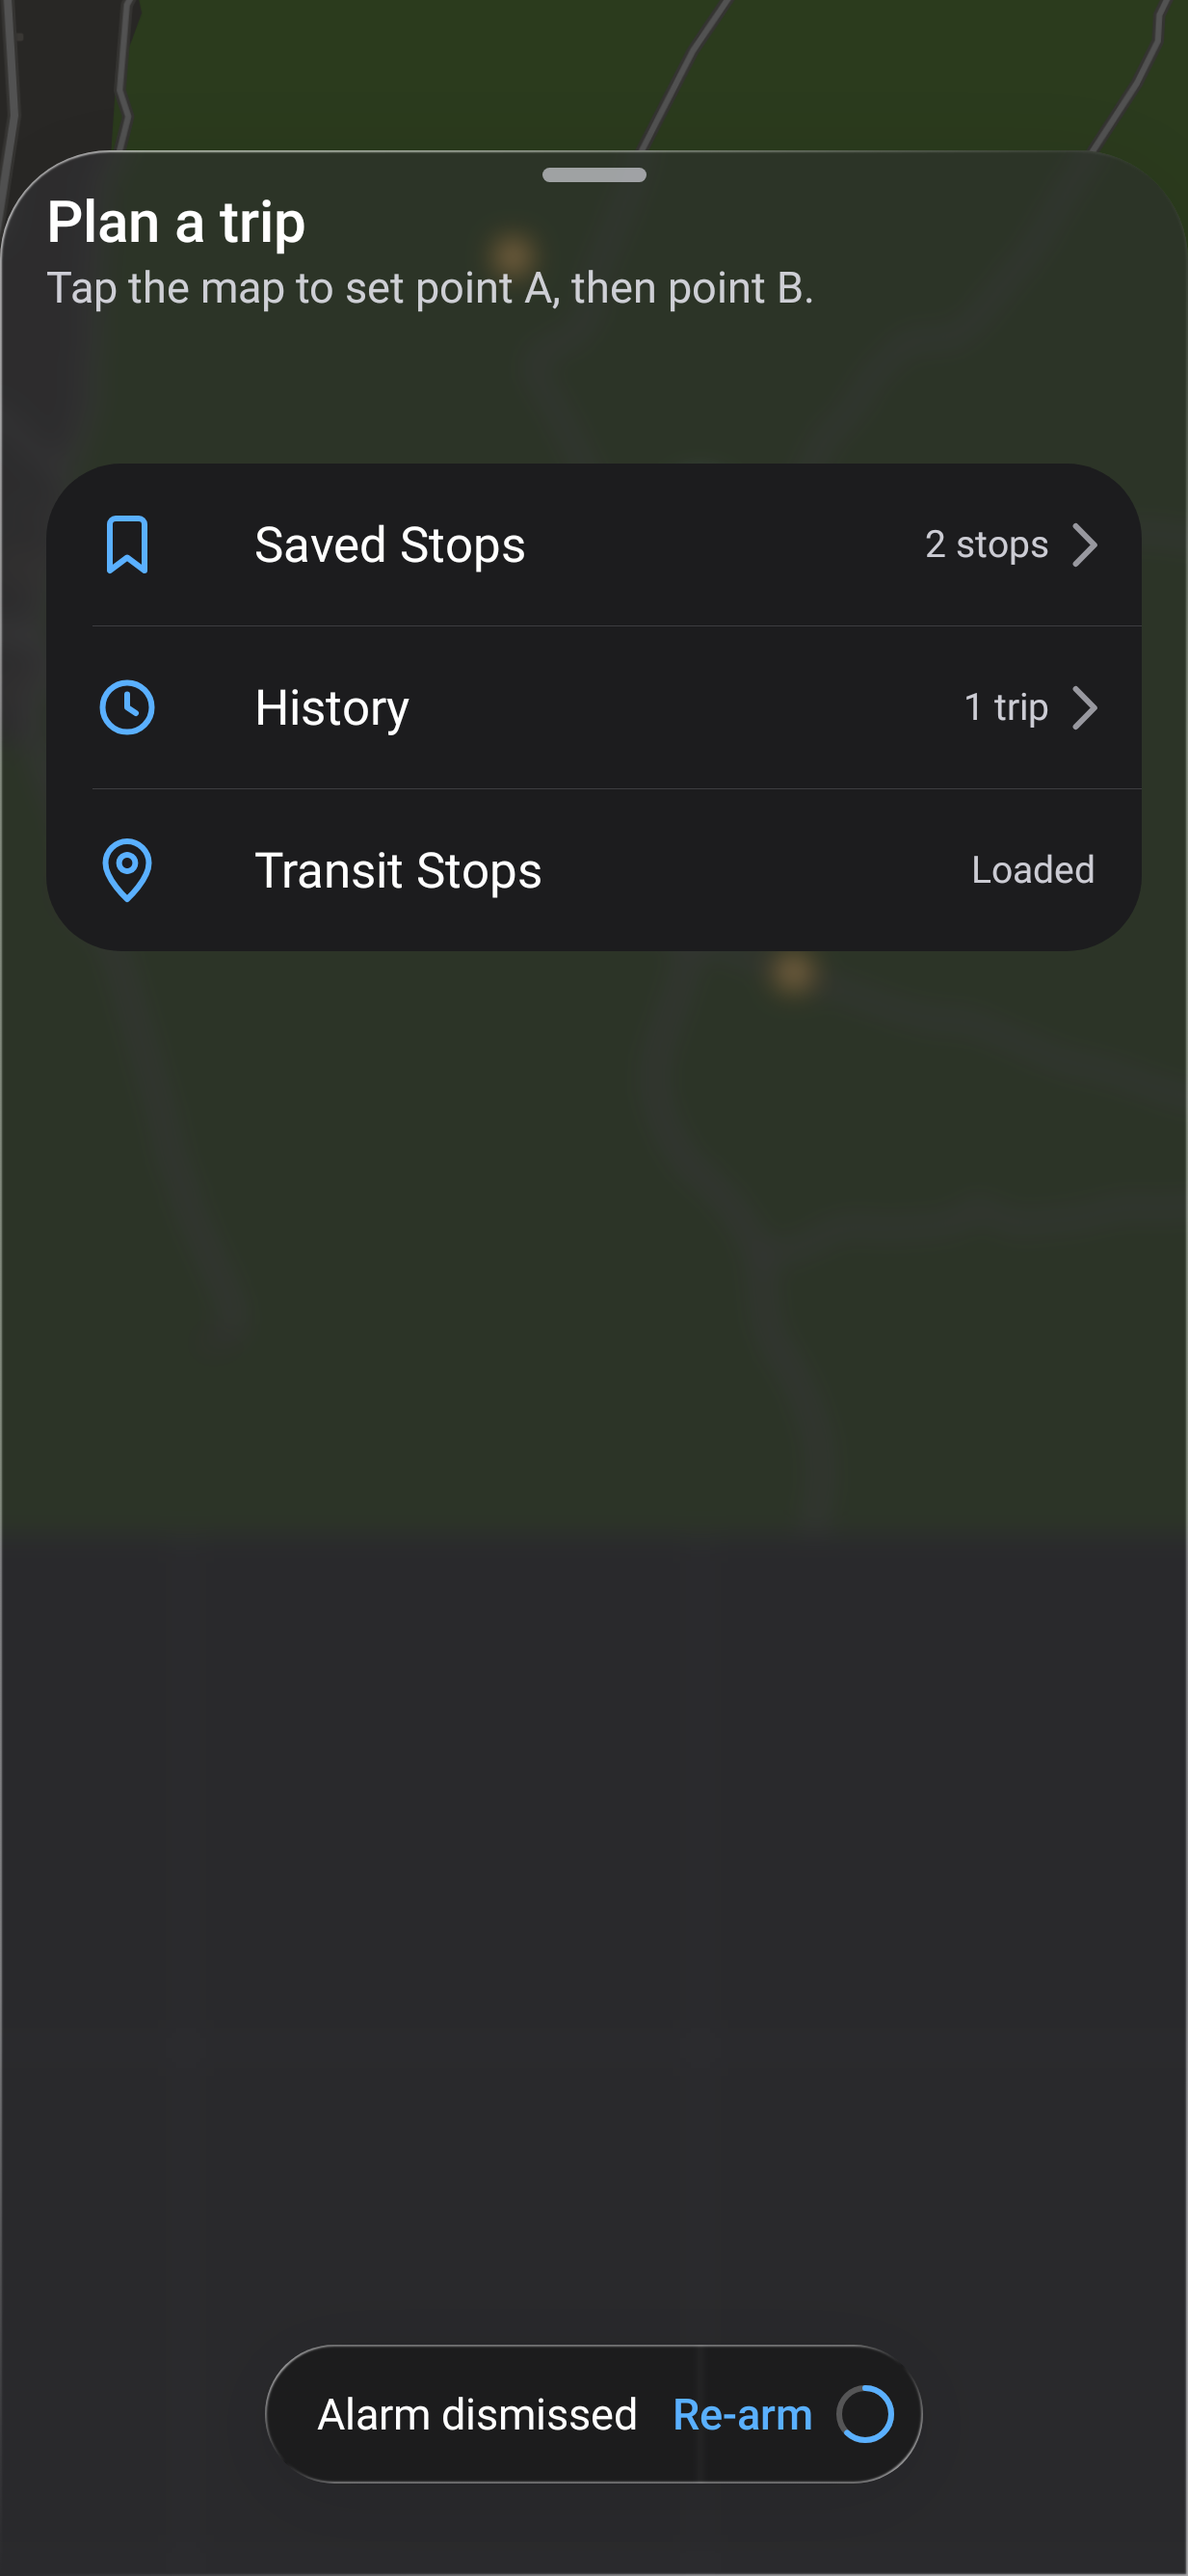 Plan a trip
Tap the map to set point A, then point B.
Saved Stops 2 stops
History 1 trip
Transit Stops Loaded
Alarm dismissed Re-arm